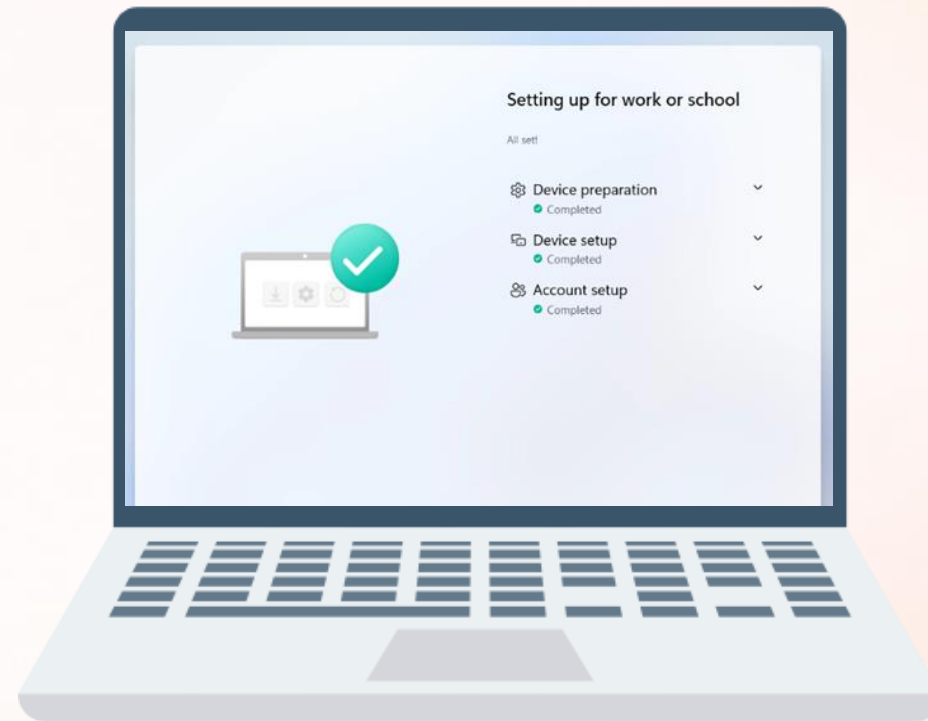 Setting up for work or school
All set!
Device preparation
Completed
Device setup
Completed
Account setup
Completed